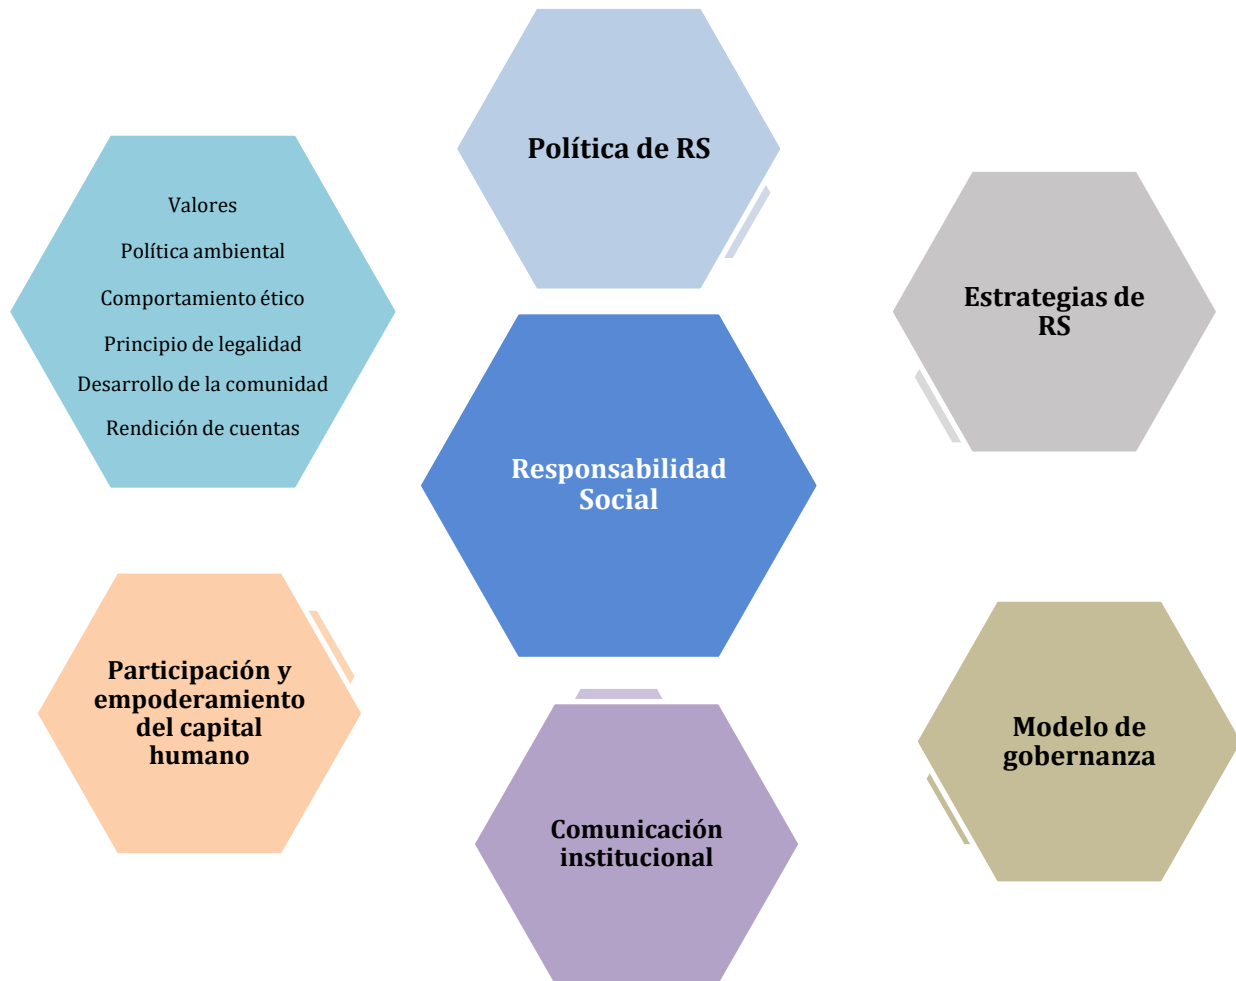 Política de RS
Valores
Política ambiental
Comportamiento ético
Principio de legalidad
Desarrollo de la comunidad
Rendición de cuentas
Estrategias de
RS
Responsabilidad
Social
Participación y
empoderamiento
del capital
humano
Modelo de
gobernanza
Comunicación
institucional